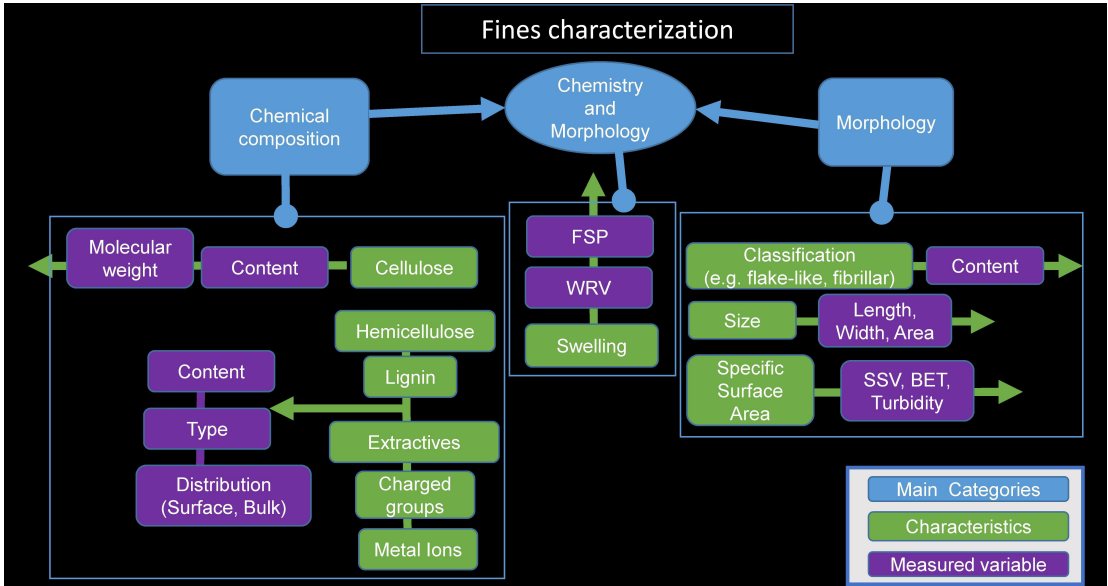 Fines characterization
Chemical
composition
Chemistry
and
Morphology
Morphology
Molecular
weight
Content
Cellulose
Hemicellulose
Lignin
Extractives
Charged
groups
Metal Ions
Content
Type
Distribution
(Surface, Bulk)
FSP
WRV
Swelling
Classification
(e.g. flake-like, fibrillar)
Content
Size
Length,
Width, Area
Specific
Surface
Area
SSV, BET,
Turbidity
Main  Categories
Characteristics
Measured variable